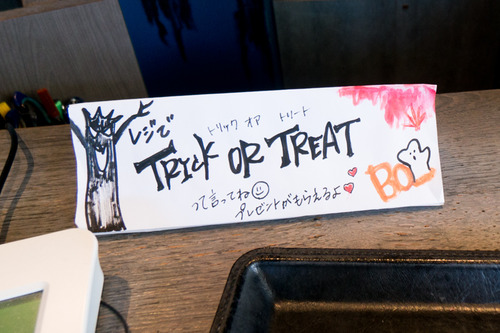 レジで
トリック オア トリート
TRick OR TREAT
って言ってね
プレゼントがもらえるよ
BOO